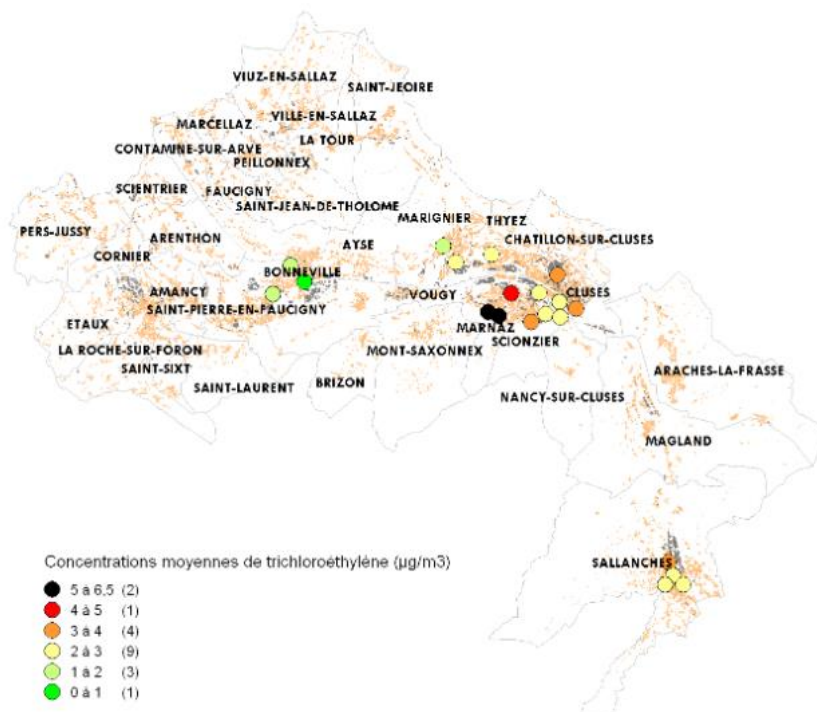 VIUZ-EN-SALLAZ
SAINT-JEOIRE
VILLE-EN-SALLAZ
MARCELLAZ
LA TOUR
CONTAMINE-SUR-ARVE
PEILLONNEX
SCIENTRIER
FAUCIGNY
SAINT-JEAN-DE-THOLOME
MARIGNIER
THYEZ
PERS-JUSSY
ARENTHON
AYSE
CHATILLON-SUR-CLUSES
CORNIER
BONNEVILLE
AMANCY
VOUGY
CLUSES
SAINT-PIERRE-EN-FAUCIGNY
ETAUX
MARNAZ
SCIONZIER
LA ROCHE-SUR-FORON
MONT-SAXONNEX
SAINT-SIXT
ARACHES-LA-FRASSE
SAINT-LAURENT
BRIZON
NANCY-SUR-CLUSES
MAGLAND
SALLANCHES
Concentrations moyennes de trichloroéthylène (µg/m3)
5 à 6,5 (2)
4 à 5 (1)
3 à 4 (4)
2 à 3 (9)
1 à 2 (3)
0 à 1 (1)